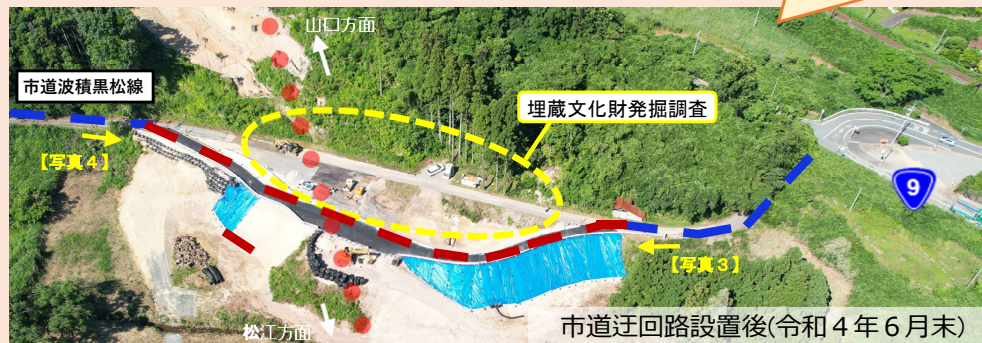 山口方面
市道波積黒松線
埋蔵文化財発掘調査
【写真4】
9
【写真3】
松江方面
市道迂回路設置後(令和4年6月末)